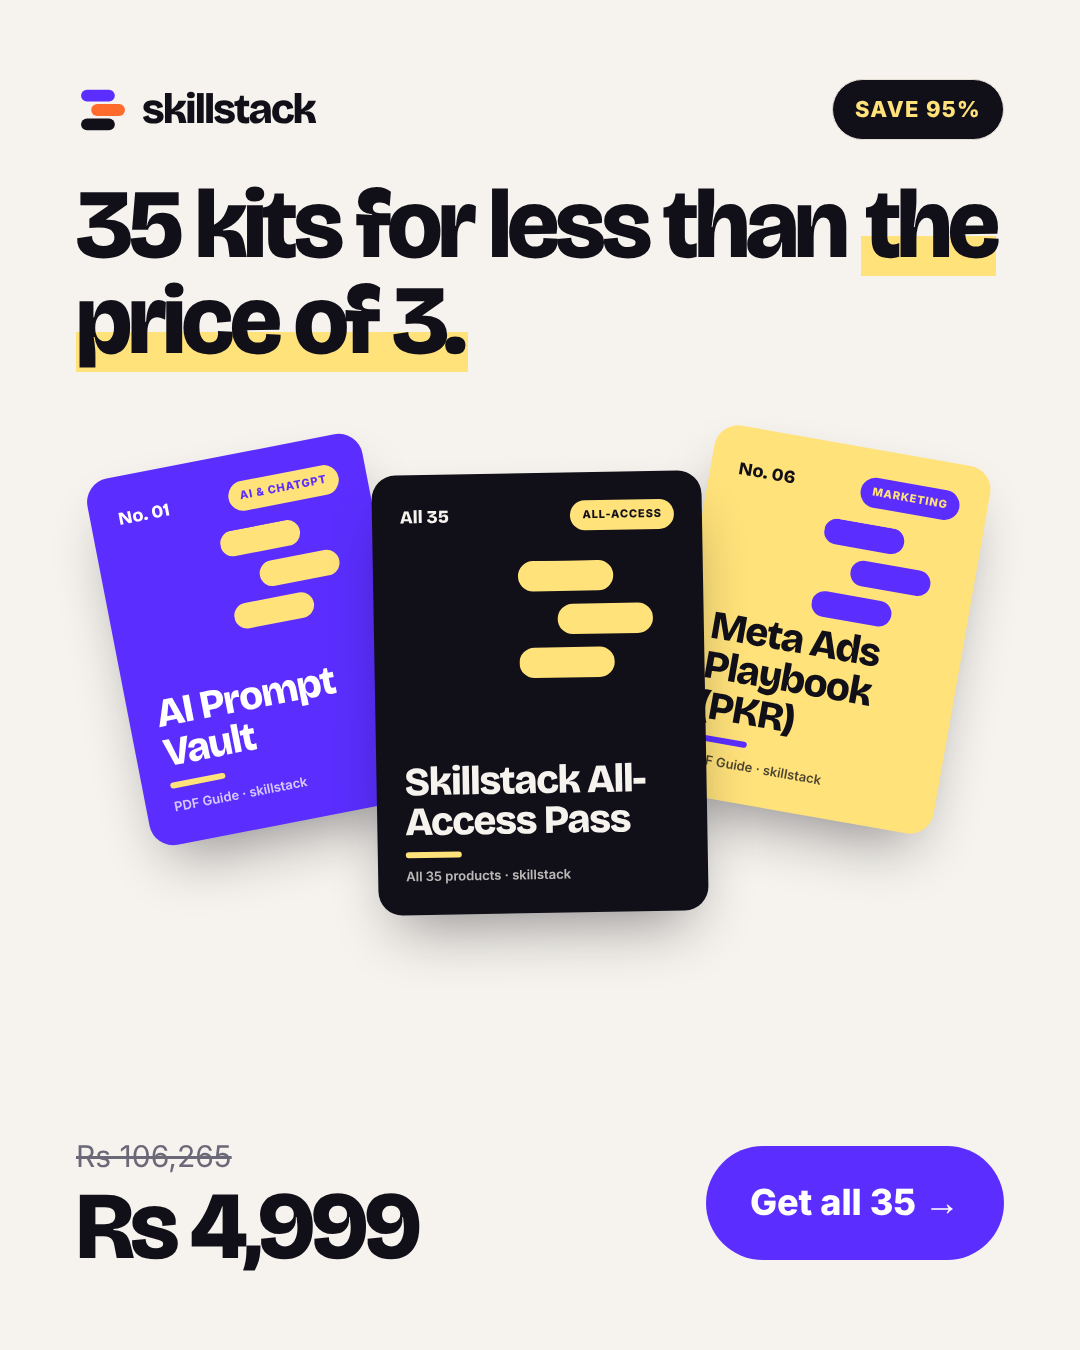 skillstack
SAVE 95%
35 kits for less than the
price of 3.
No. 01
AI & CHATGPT
AI Prompt
Vault
PDF Guide · skillstack
All 35
ALL-ACCESS
Skillstack All-
Access Pass
All 35 products · skillstack
No. 06
MARKETING
Meta Ads
Playbook
(PKR)
F Guide · skillstack
Rs 106,265
Rs 4,999
Get all 35 →